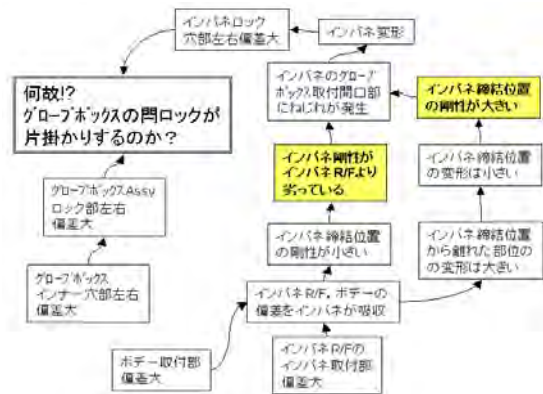 インパネロック
穴部左右偏差大
インパネ変形
何故!?
グローブボックスの閂ロックが
片掛かりするのか？
インパネのグローブ
ボックス取付開口部
にねじれが発生
インパネ締結位置
の剛性が大きい
グローブボックスAssy
ロック部左右
偏差大
インパネ剛性が
インパネR/Fより
劣っている
インパネ締結位置
の変形は小さい
グローブボックス
インナー穴部左右
偏差大
インパネ締結位置
の剛性が小さい
インパネ締結位置
から離れた部位の
の変形は大きい
インパネR/F，ボデーの
偏差をインパネが吸収
ボデー取付部
偏差大
インパネR/Fの
インパネ取付部
偏差大